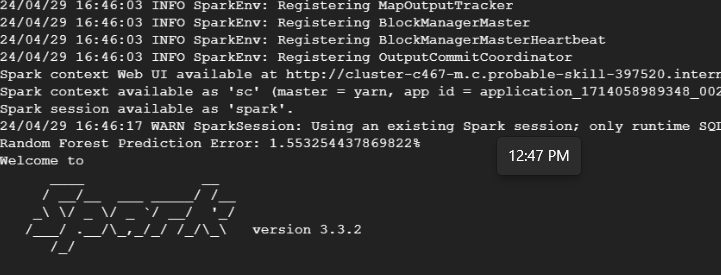 24/04/29 16:46:03 INFO SparkEnv: Registering MapOutputTracker
24/04/29 16:46:03 INFO SparkEnv: Registering BlockManagerMaster
24/04/29 16:46:03 INFO SparkEnv: Registering BlockManagerMasterHeartbeat
24/04/29 16:46:03 INFO SparkEnv: Registering OutputCommitCoordinator
Spark context Web UI available at http://cluster-c467-m.c.probable-skill-397520.intern
Spark context available as 'sc' (master = yarn, app id = application_1714058989348_002
Spark session available as 'spark'.
24/04/29 16:46:17 WARN SparkSession: Using an existing Spark session; only runtime SQL
Random Forest Prediction Error: 1.553254437869822%
12:47 PM
Welcome to
Spark version 3.3.2